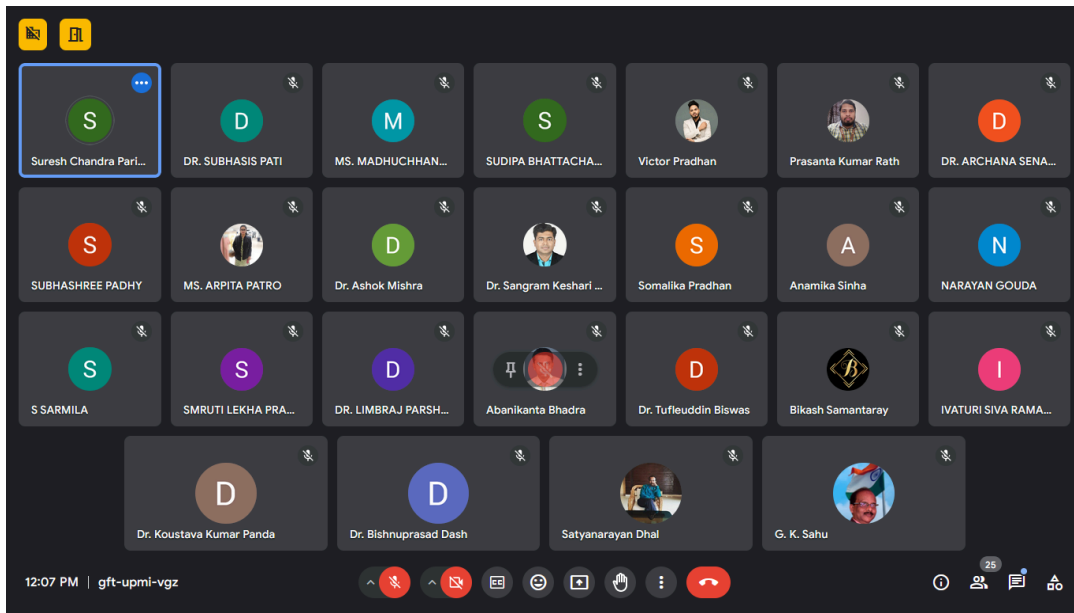 S
D
M
S
D
Suresh Chandra Pari...
DR. SUBHASIS PATI
MS. MADHUCHHAN...
SUDIPA BHATTACHA...
Victor Pradhan
Prasanta Kumar Rath
DR. ARCHANA SENA...
S
D
S
A
N
SUBHASHREE PADHY
MS. ARPITA PATRO
Dr. Ashok Mishra
Dr. Sangram Keshari ...
Somalika Pradhan
Anamika Sinha
NARAYAN GOUDA
S
S
D
D
B
I
S SARMILA
SMRUTI LEKHA PRA...
DR. LIMBRAJ PARSH...
Abanikanta Bhadra
Dr. Tufleuddin Biswas
Bikash Samantaray
IVATURI SIVA RAMA...
D
D
Dr. Koustava Kumar Panda
Dr. Bishnuprasad Dash
Satyanarayan Dhal
G. K. Sahu
12:07 PM | gft-upmi-vgz
CC
25